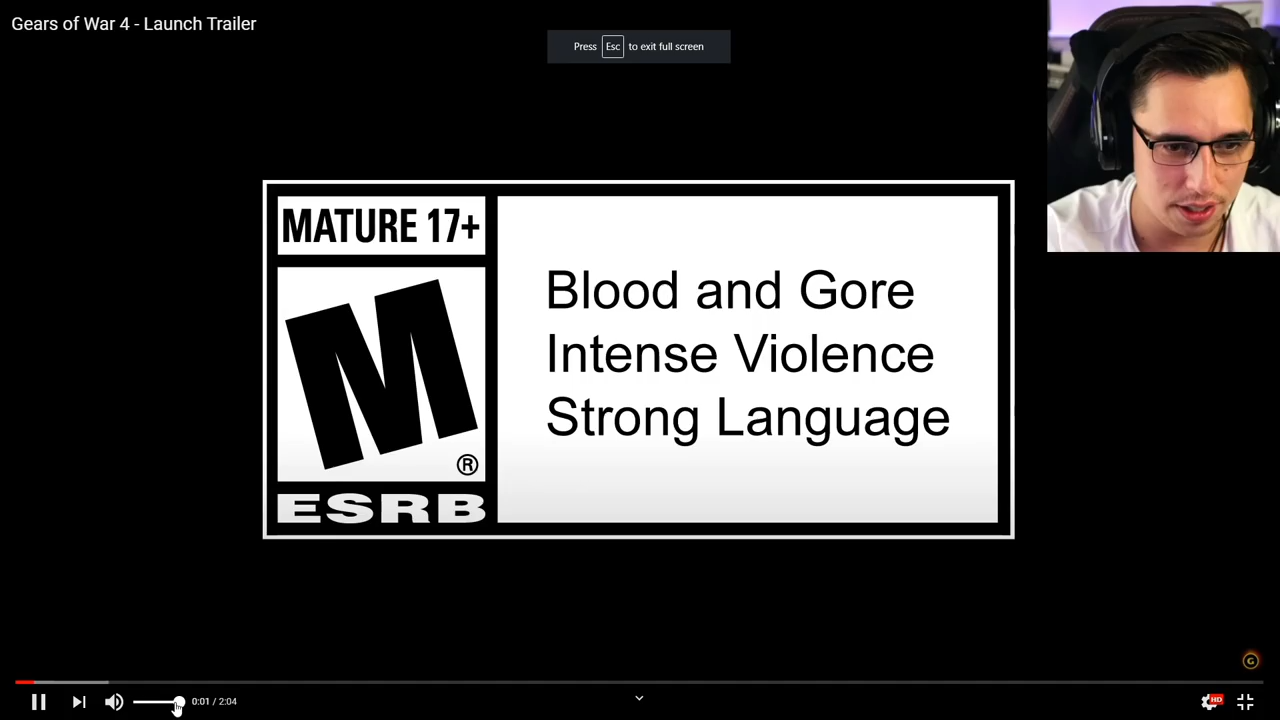 Gears of War 4 - Launch Trailer
Press Esc to exit full screen
MATURE 17+
M
®
ESRB
Blood and Gore
Intense Violence
Strong Language
G
0:01 / 2:04
HD